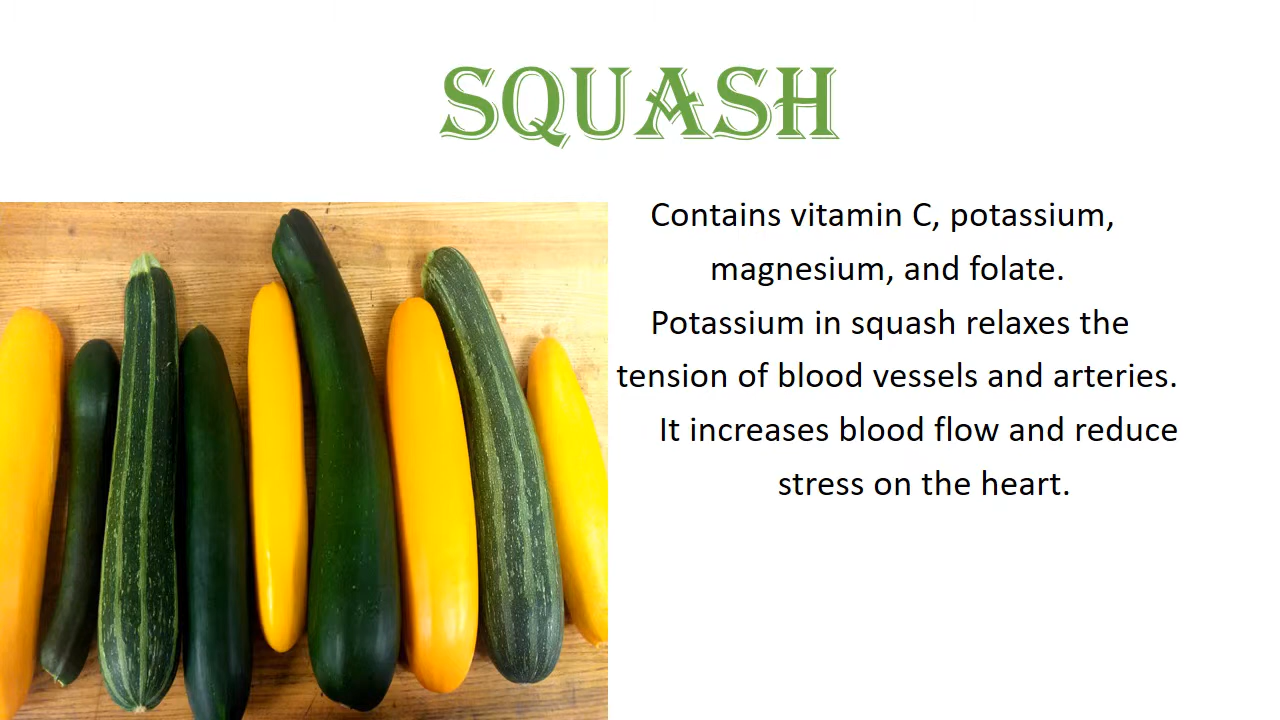 SQUASH
Contains vitamin C, potassium,
magnesium, and folate.
Potassium in squash relaxes the
tension of blood vessels and arteries.
It increases blood flow and reduce
stress on the heart.